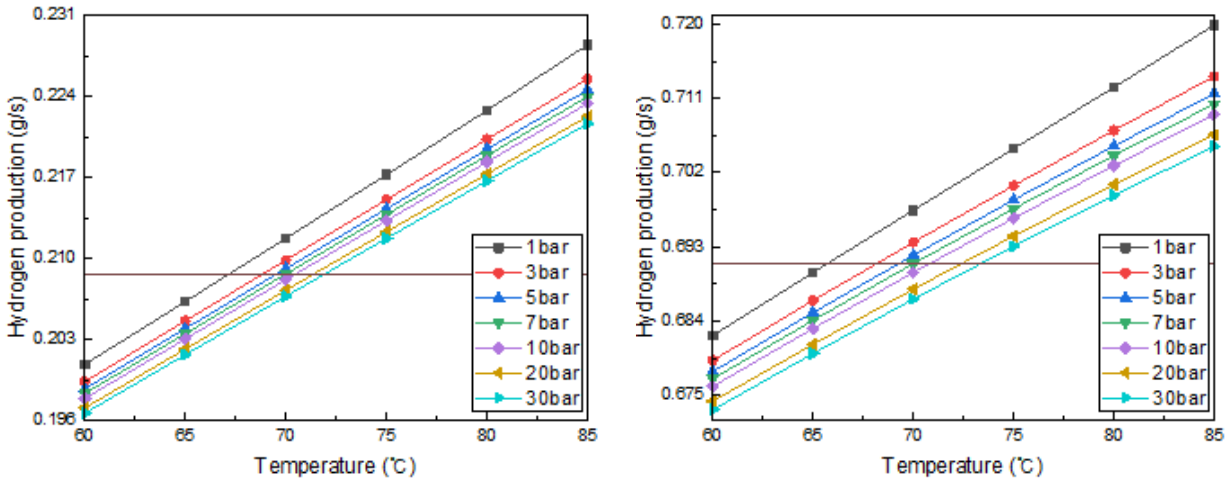 Hydrogen production (g/s)
0.231
0.224
0.217
0.210
0.203
0.196
60 65 70 75 80 85
Temperature (℃)
1bar
3bar
5bar
7bar
10bar
20bar
30bar
Hydrogen production (g/s)
0.720
0.711
0.702
0.693
0.684
0.675
60 65 70 75 80 85
Temperature (℃)
1bar
3bar
5bar
7bar
10bar
20bar
30bar